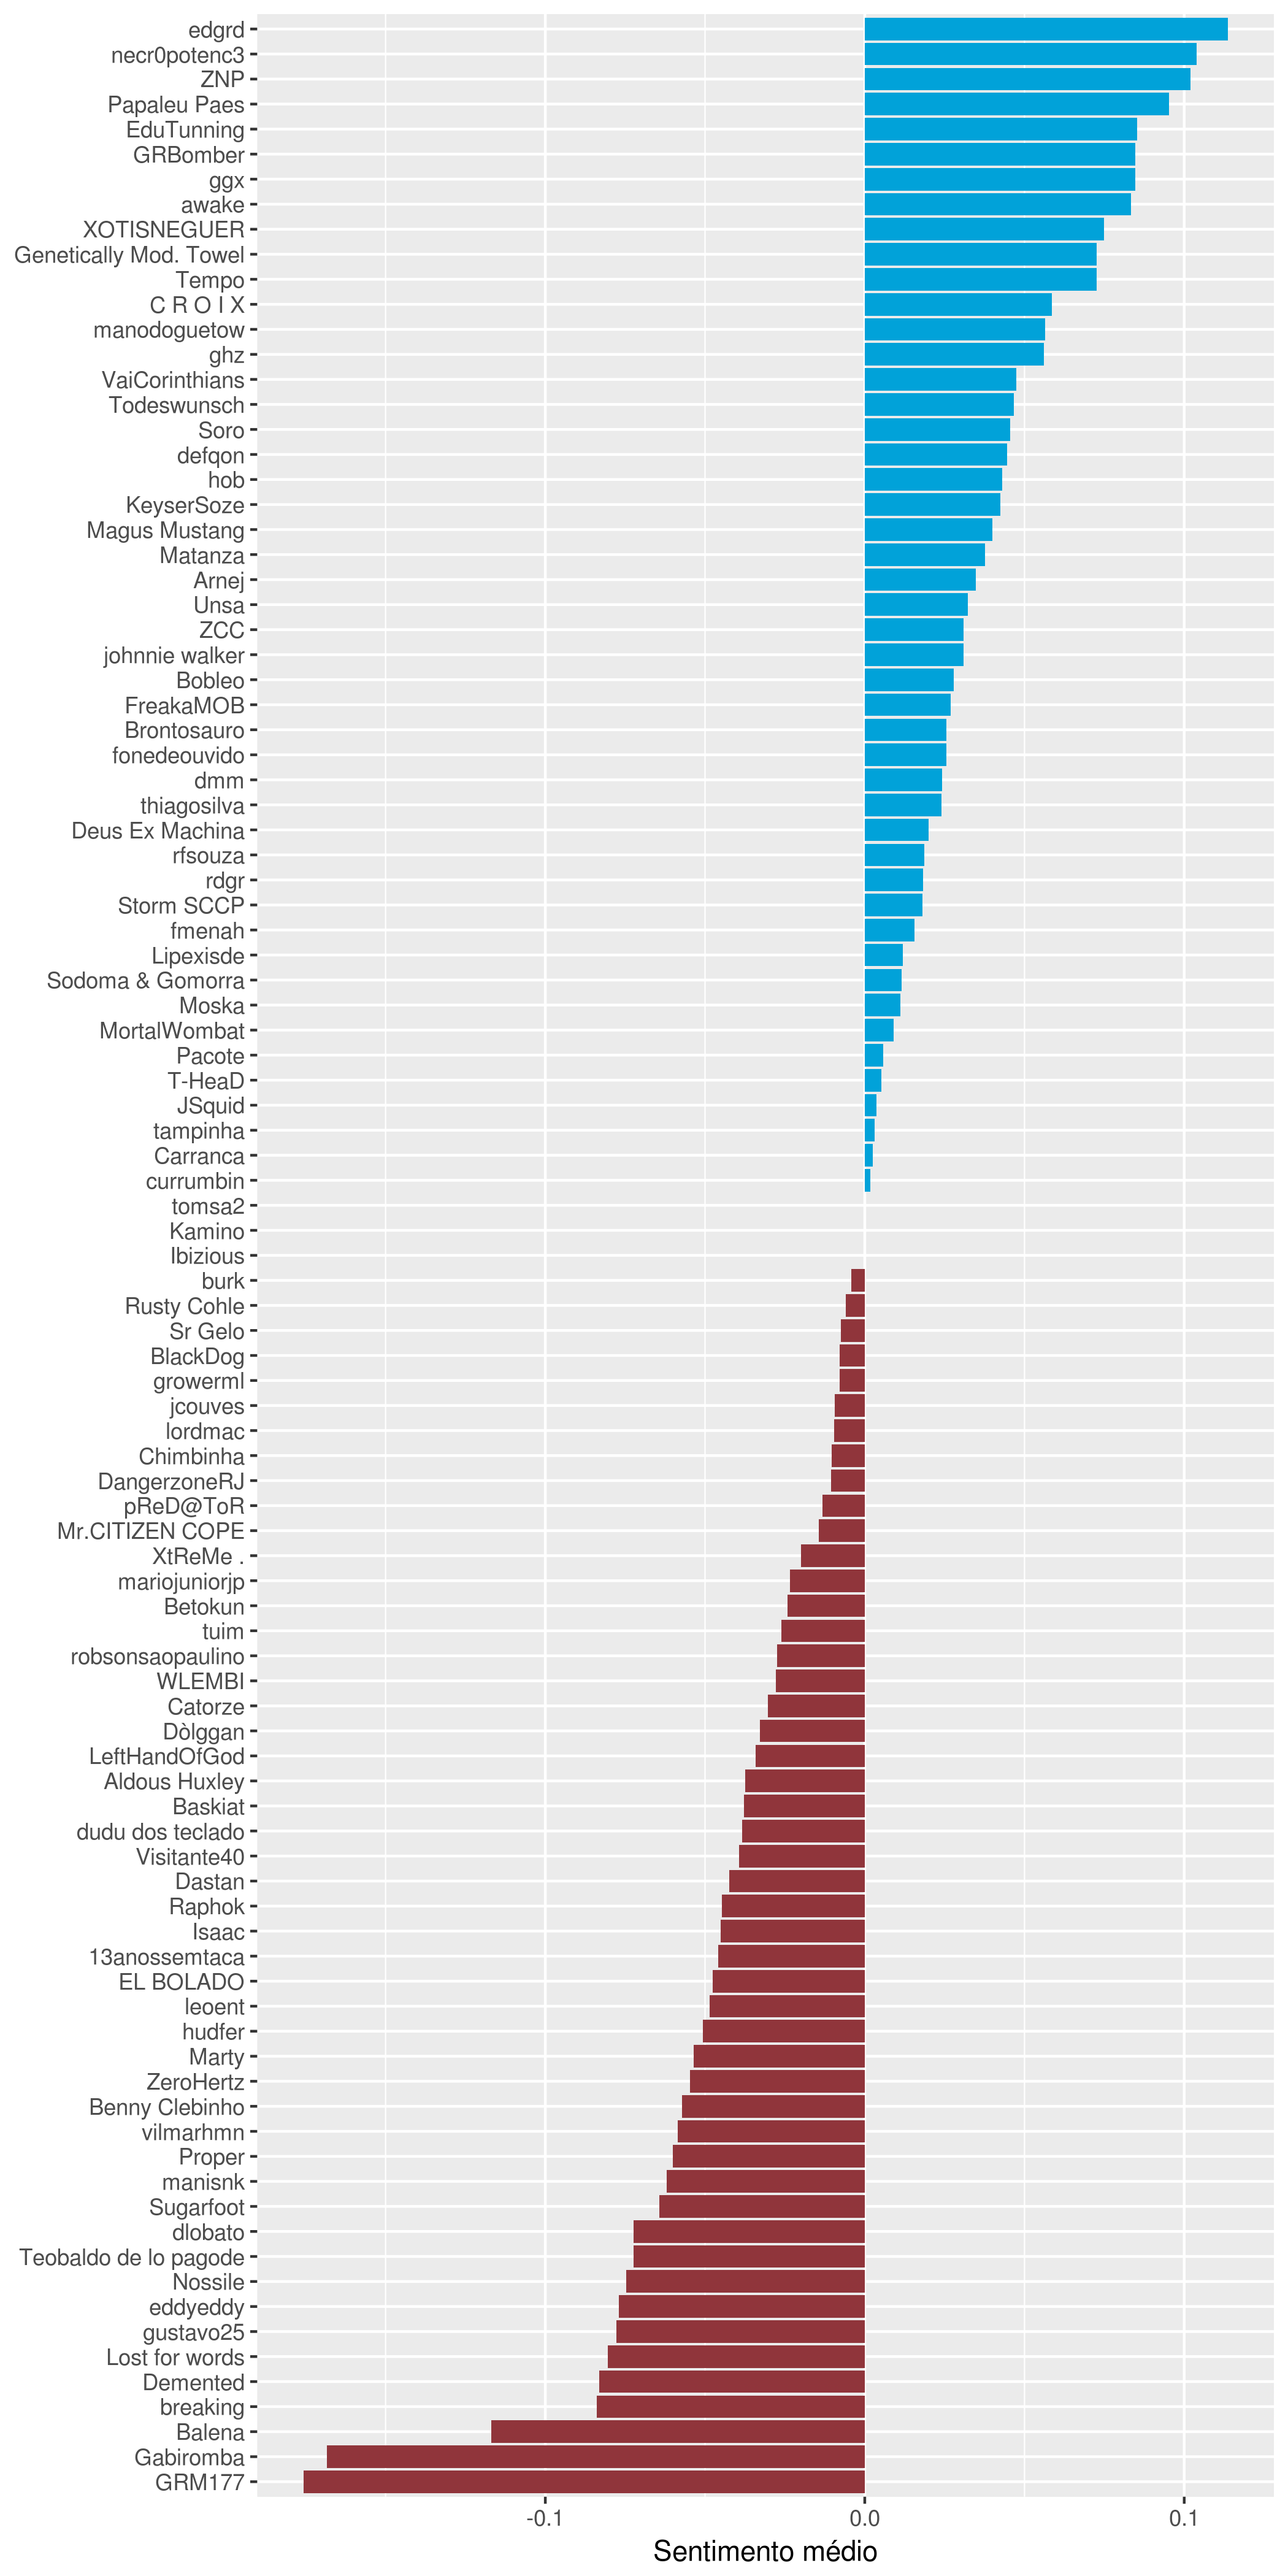 edgrd
necr0potenc3
ZNP
Papaleu Paes
EduTunning
GRBomber
ggx
awake
XOTISNEGUER
Genetically Mod. Towel
Tempo
C R O I X
manodoguetow
ghz
VaiCorinthians
Todeswunsch
Soro
defqon
hob
KeyserSoze
Magus Mustang
Matanza
Arnej
Unsa
ZCC
johnnie walker
Bobleo
FreakaMOB
Brontosauro
fonedeouvido
dmm
thiagosilva
Deus Ex Machina
rfsouza
rdgr
Storm SCCP
fmenah
Lipexisde
Sodoma & Gomorra
Moska
MortalWombat
Pacote
T-HeaD
JSquid
tampinha
Carranca
currumbin
tomsa2
Kamino
Ibizious
burk
Rusty Cohle
Sr Gelo
BlackDog
growerml
jcouves
lordmac
Chimbinha
DangerzoneRJ
pReD@ToR
Mr.CITIZEN COPE
XtReMe .
mariojuniorjp
Betokun
tuim
robsonsaopaulino
WLEMBI
Catorze
Dòlggan
LeftHandOfGod
Aldous Huxley
Baskiat
dudu dos teclado
Visitante40
Dastan
Raphok
Isaac
13anossemtaca
EL BOLADO
leoent
hudfer
Marty
ZeroHertz
Benny Clebinho
vilmarhmn
Proper
manisnk
Sugarfoot
dlobato
Teobaldo de lo pagode
Nossile
eddyeddy
gustavo25
Lost for words
Demented
breaking
Balena
Gabiromba
GRM177
-0.1 0.0 0.1
Sentimento médio